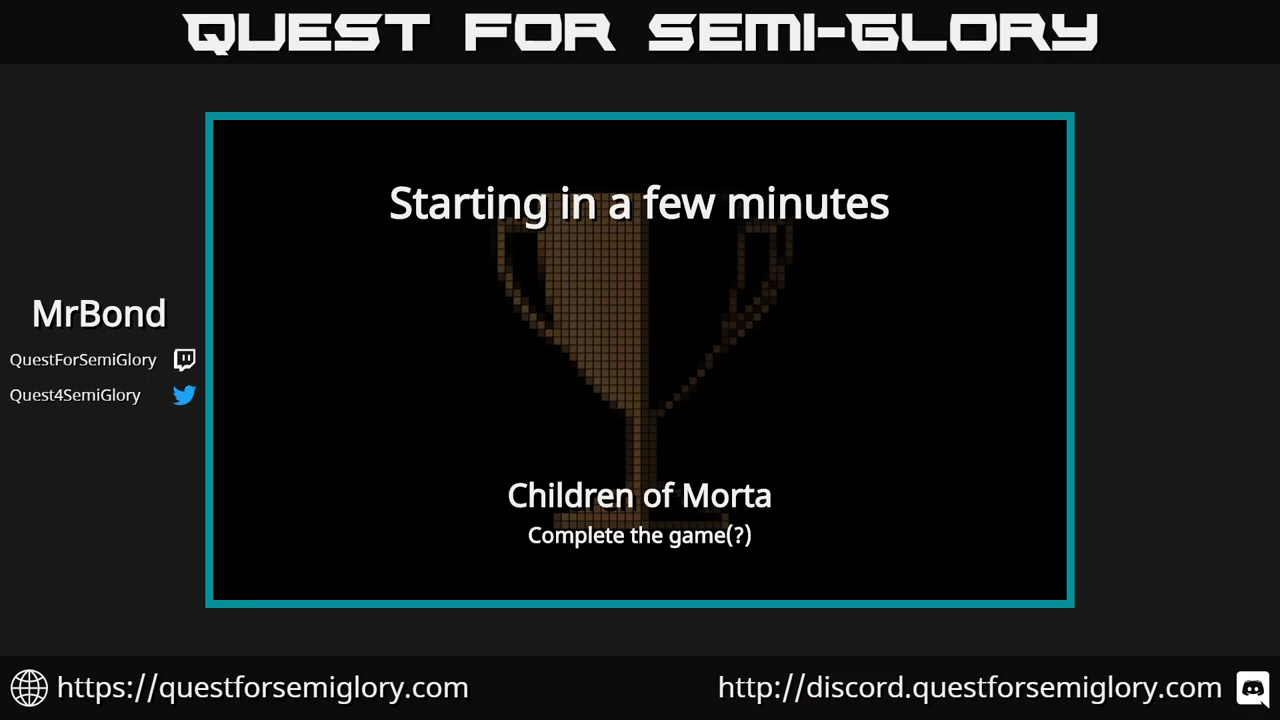 QUEST FOR SEMI-GLORY
Starting in a few minutes
MrBond
QuestForSemiGlory
Quest4SemiGlory
Children of Morta
Complete the game(?)
https://questforsemiglory.com
http://discord.questforsemiglory.com